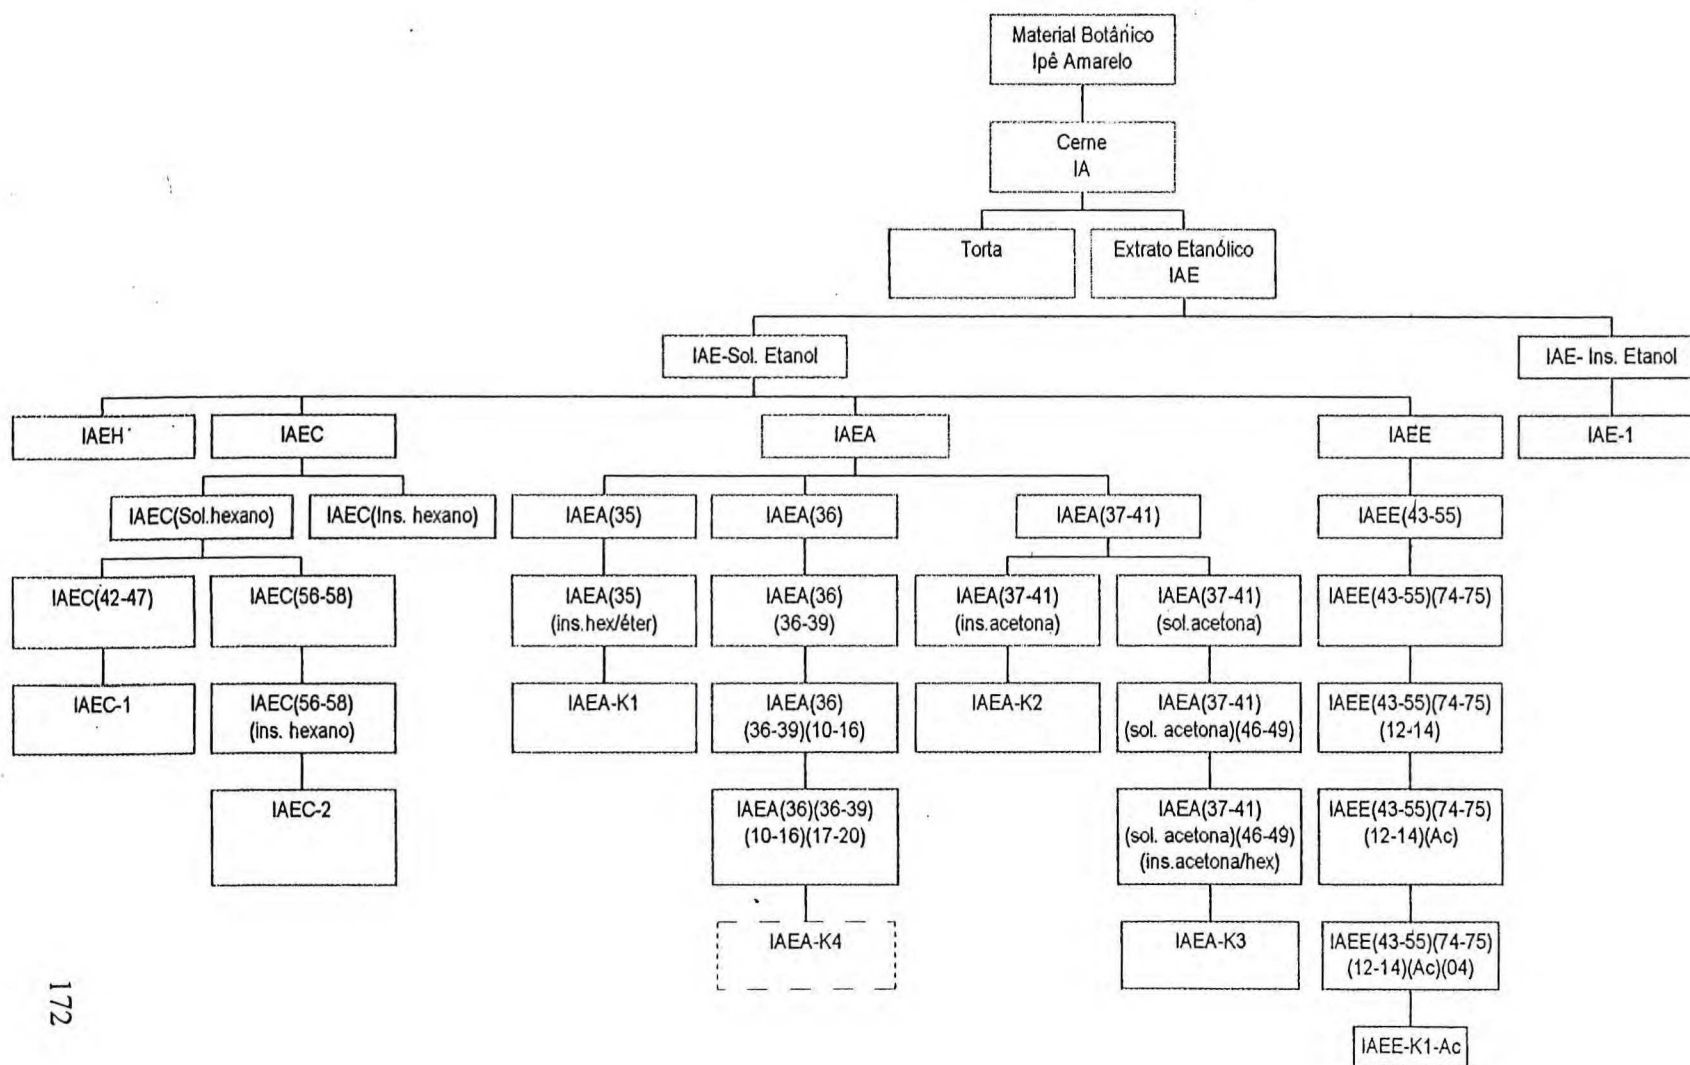 Material Botânico
Ipê Amarelo
Cerne
IA
Torta
Extrato Etanólico
IAE
IAE-Sol. Etanol
IAE- Ins. Etanol
IAEH
IAEC
IAEA
IAEE
IAE-1
IAEC(Sol.hexano)
IAEC(Ins. hexano)
IAEA(35)
IAEA(36)
IAEA(37-41)
IAEE(43-55)
IAEC(42-47)
IAEC(56-58)
IAEA(35)
(ins.hex/éter)
IAEA(36)
(36-39)
IAEA(37-41)
(ins.acetona)
IAEA(37-41)
(sol.acetona)
IAEE(43-55)(74-75)
IAEC-1
IAEC(56-58)
(ins. hexano)
IAEA-K1
IAEA(36)
(36-39)(10-16)
IAEA-K2
IAEA(37-41)
(sol. acetona)(46-49)
IAEE(43-55)(74-75)
(12-14)
IAEC-2
IAEA(36)(36-39)
(10-16)(17-20)
IAEA(37-41)
(sol. acetona)(46-49)
(ins.acetona/hex)
IAEE(43-55)(74-75)
(12-14)(Ac)
IAEA-K4
IAEA-K3
IAEE(43-55)(74-75)
(12-14)(Ac)(04)
IAEE-K1-Ac
172